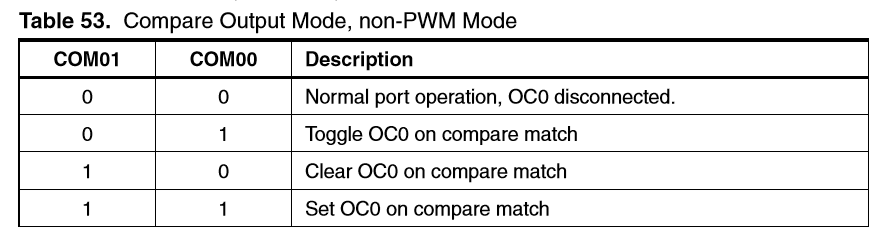 Table 53. Compare Output Mode, non-PWM Mode
COM01 COM00 Description
0 0 Normal port operation, OC0 disconnected.
0 1 Toggle OC0 on compare match
1 0 Clear OC0 on compare match
1 1 Set OC0 on compare match